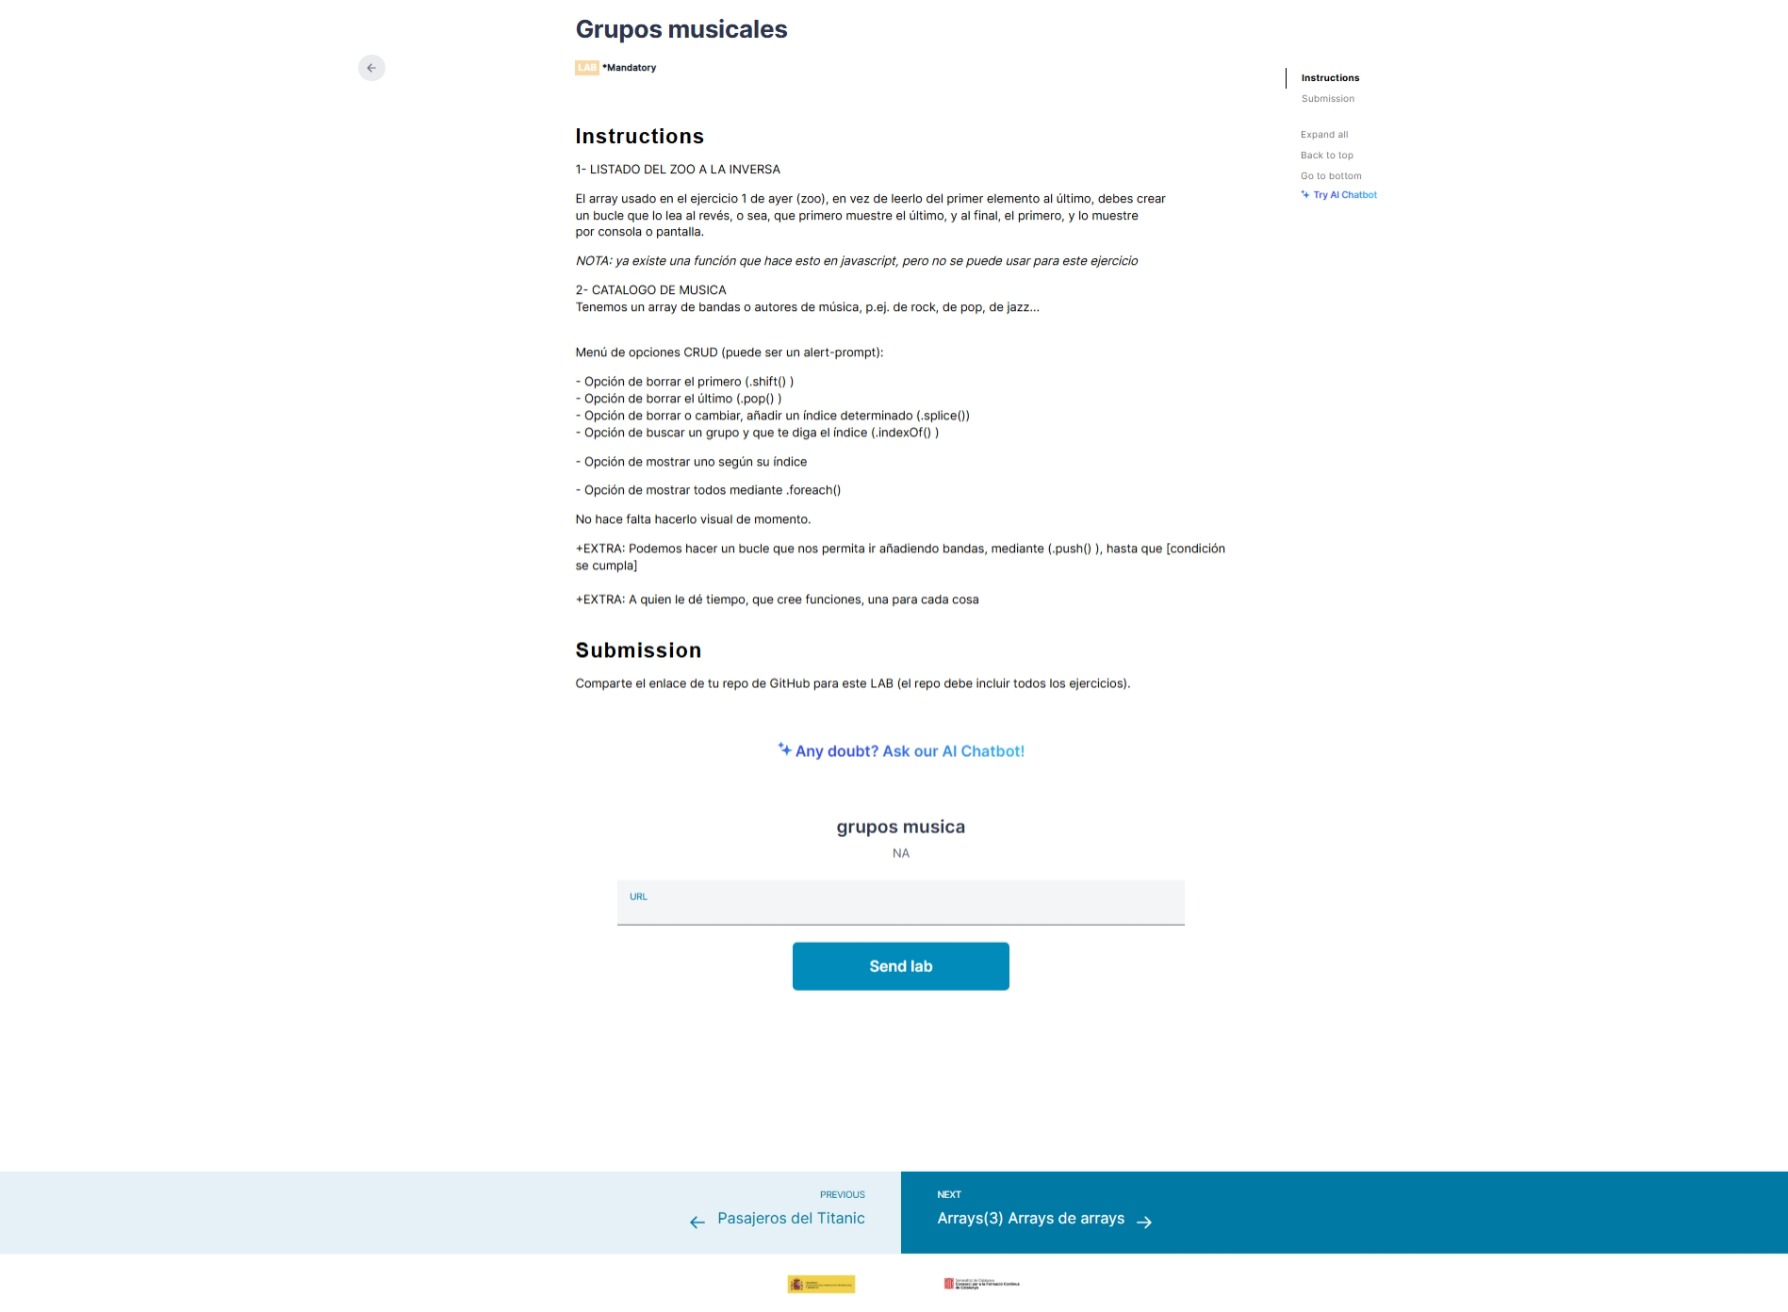 Grupos musicales
LAB *Mandatory
Instructions
Submission
Expand all
Back to top
Go to bottom
Try AI Chatbot
Instructions
1- LISTADO DEL ZOO A LA INVERSA
El array usado en el ejercicio 1 de ayer (zoo), en vez de leerlo del primer elemento al último, debes crear
un bucle que lo lea al revés, o sea, que primero muestre el último, y al final, el primero, y lo muestre
por consola o pantalla.
NOTA: ya existe una función que hace esto en javascript, pero no se puede usar para este ejercicio
2- CATALOGO DE MUSICA
Tenemos un array de bandas o autores de música, p.ej. de rock, de pop, de jazz...
Menú de opciones CRUD (puede ser un alert-prompt):
- Opción de borrar el primero (.shift() )
- Opción de borrar el último (.pop() )
- Opción de borrar o cambiar, añadir un índice determinado (.splice())
- Opción de buscar un grupo y que te diga el índice (.indexOf() )
- Opción de mostrar uno según su índice
- Opción de mostrar todos mediante .foreach()
No hace falta hacerlo visual de momento.
+EXTRA: Podemos hacer un bucle que nos permita ir añadiendo bandas, mediante (.push() ), hasta que [condición
se cumpla]
+EXTRA: A quien le dé tiempo, que cree funciones, una para cada cosa
Submission
Comparte el enlace de tu repo de GitHub para este LAB (el repo debe incluir todos los ejercicios).
Any doubt? Ask our AI Chatbot!
grupos musica
NA
URL
Send lab
PREVIOUS
Pasajeros del Titanic
NEXT
Arrays(3) Arrays de arrays